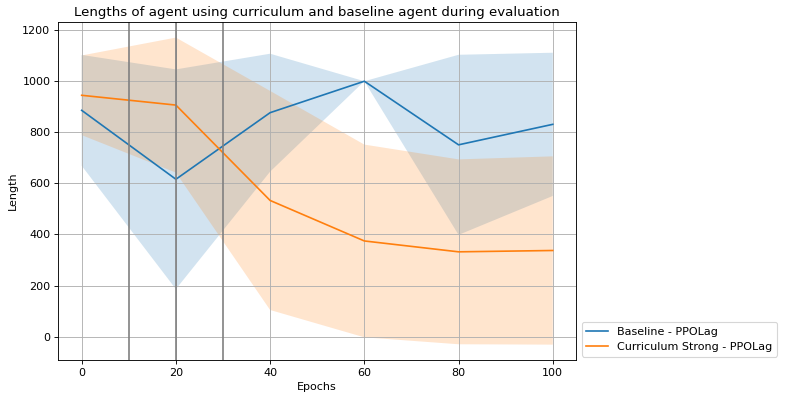 Lengths of agent using curriculum and baseline agent during evaluation
1200
1000
800
600
400
200
0
Length
0 20 40 60 80 100
Epochs
Baseline - PPOLag
Curriculum Strong - PPOLag